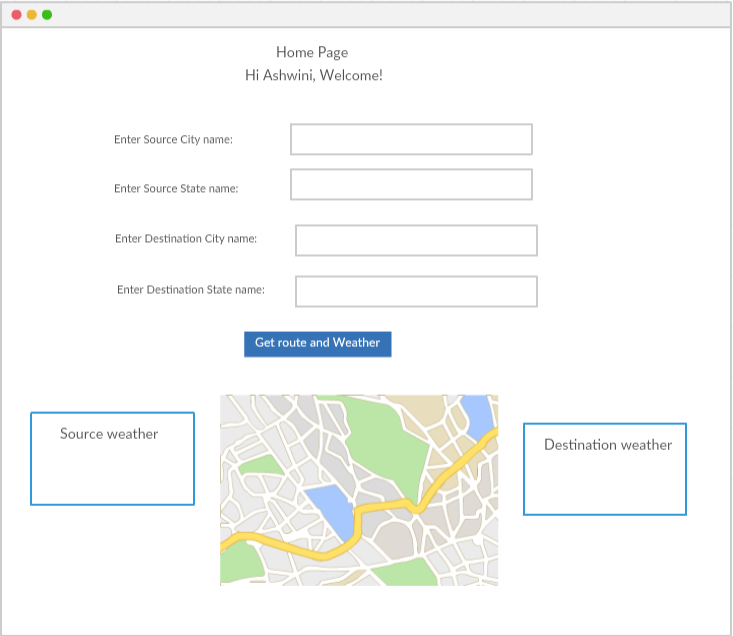 Home Page
Hi Ashwini, Welcome!
Enter Source City name:
Enter Source State name:
Enter Destination City name:
Enter Destination State name:
Get route and Weather
Source weather
Destination weather